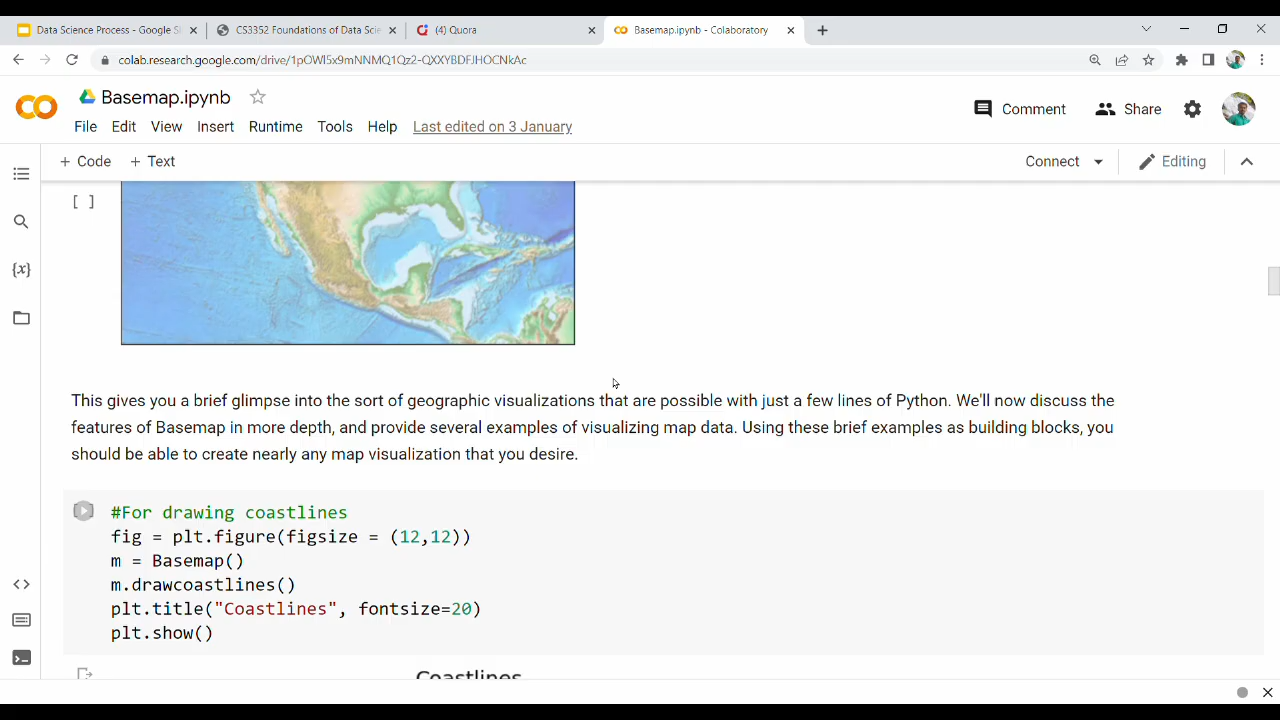 Data Science Process - Google Sl
CS3352 Foundations of Data Scie
(4) Quora
Basemap.ipynb - Colaboratory
colab.research.google.com/drive/1pOWl5x9mNNMQ1Qz2-QXXYBDFJHOCNkAc
Basemap.ipynb
Comment
Share
File Edit View Insert Runtime Tools Help Last edited on 3 January
+ Code + Text
Connect
Editing
[ ]
{x}
This gives you a brief glimpse into the sort of geographic visualizations that are possible with just a few lines of Python. We'll now discuss the
features of Basemap in more depth, and provide several examples of visualizing map data. Using these brief examples as building blocks, you
should be able to create nearly any map visualization that you desire.
#For drawing coastlines
fig = plt.figure(figsize = (12,12))
m = Basemap()
m.drawcoastlines()
plt.title("Coastlines", fontsize=20)
plt.show()
Coastlines